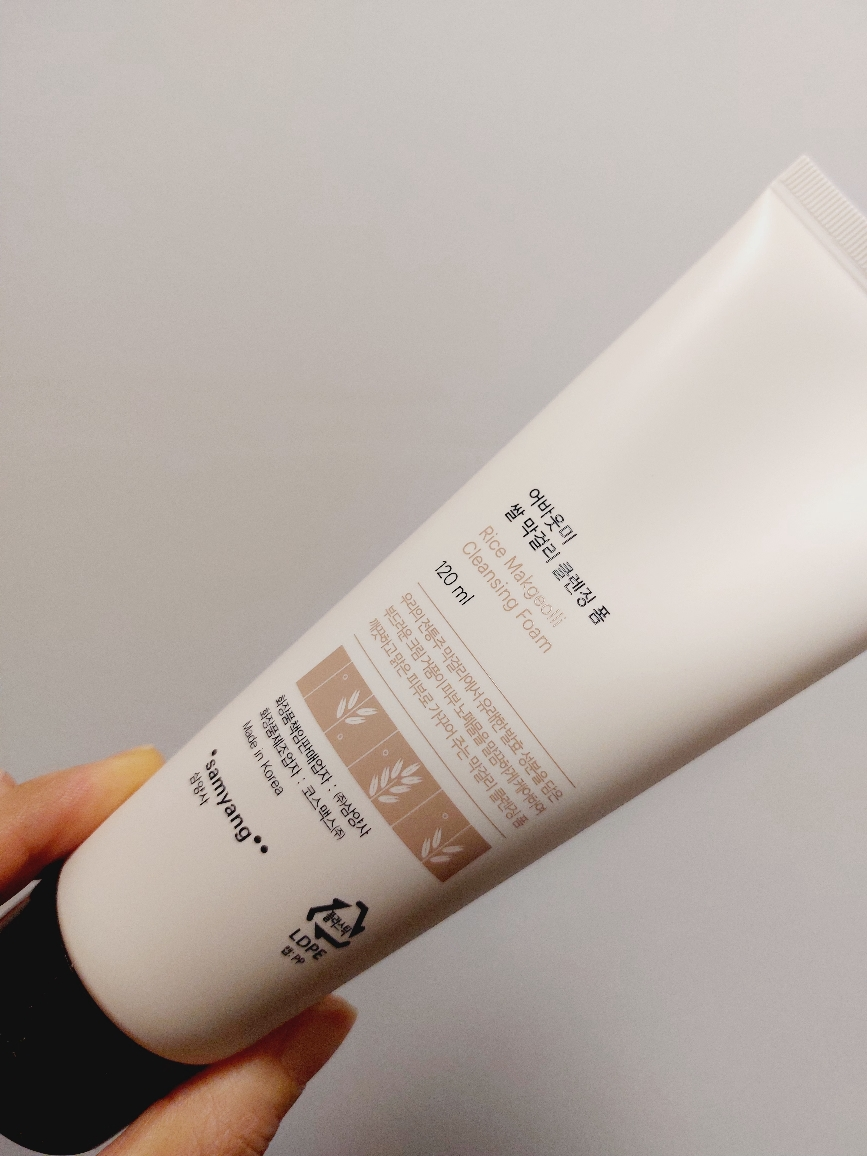 어바웃미
쌀 막걸리 클렌징 폼
Rice Makgeolli
Cleansing Foam
120 ml
우리의 전통주 막걸리에서 유래한 발효 성분을 담은
부드러운 크림 거품이 피부 노폐물을 말끔하게 케어하여
깨끗하고 맑은 피부로 가꾸어 주는 막걸리 클렌징 폼
화장품책임판매업자 : ㈜삼양사
화장품제조업자 : 코스맥스㈜
Made in Korea
samyang
삼양사
플라스틱
LDPE
캡: PP